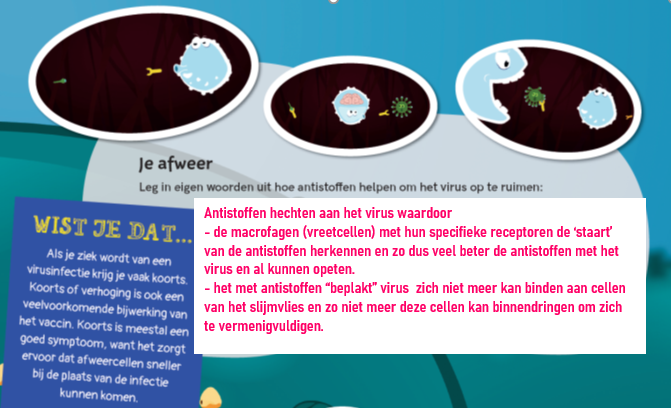 Je afweer
Leg in eigen woorden uit hoe antistoffen helpen om het virus op te ruimen:
WIST JE DAT...
Als je ziek wordt van een
virusinfectie krijg je vaak koorts.
Koorts of verhoging is ook een
veelvoorkomende bijwerking van
het vaccin. Koorts is meestal een
goed symptoom, want het zorgt
ervoor dat afweercellen sneller
bij de plaats van de infectie
kunnen komen.
Antistoffen hechten aan het virus waardoor
- de macrofagen (vreetcellen) met hun specifieke receptoren de ‘staart’
van de antistoffen herkennen en zo dus veel beter de antistoffen met het
virus en al kunnen opeten.
- het met antistoffen “beplakt” virus zich niet meer kan binden aan cellen
van het slijmvlies en zo niet meer deze cellen kan binnendringen om zich
te vermenigvuldigen.